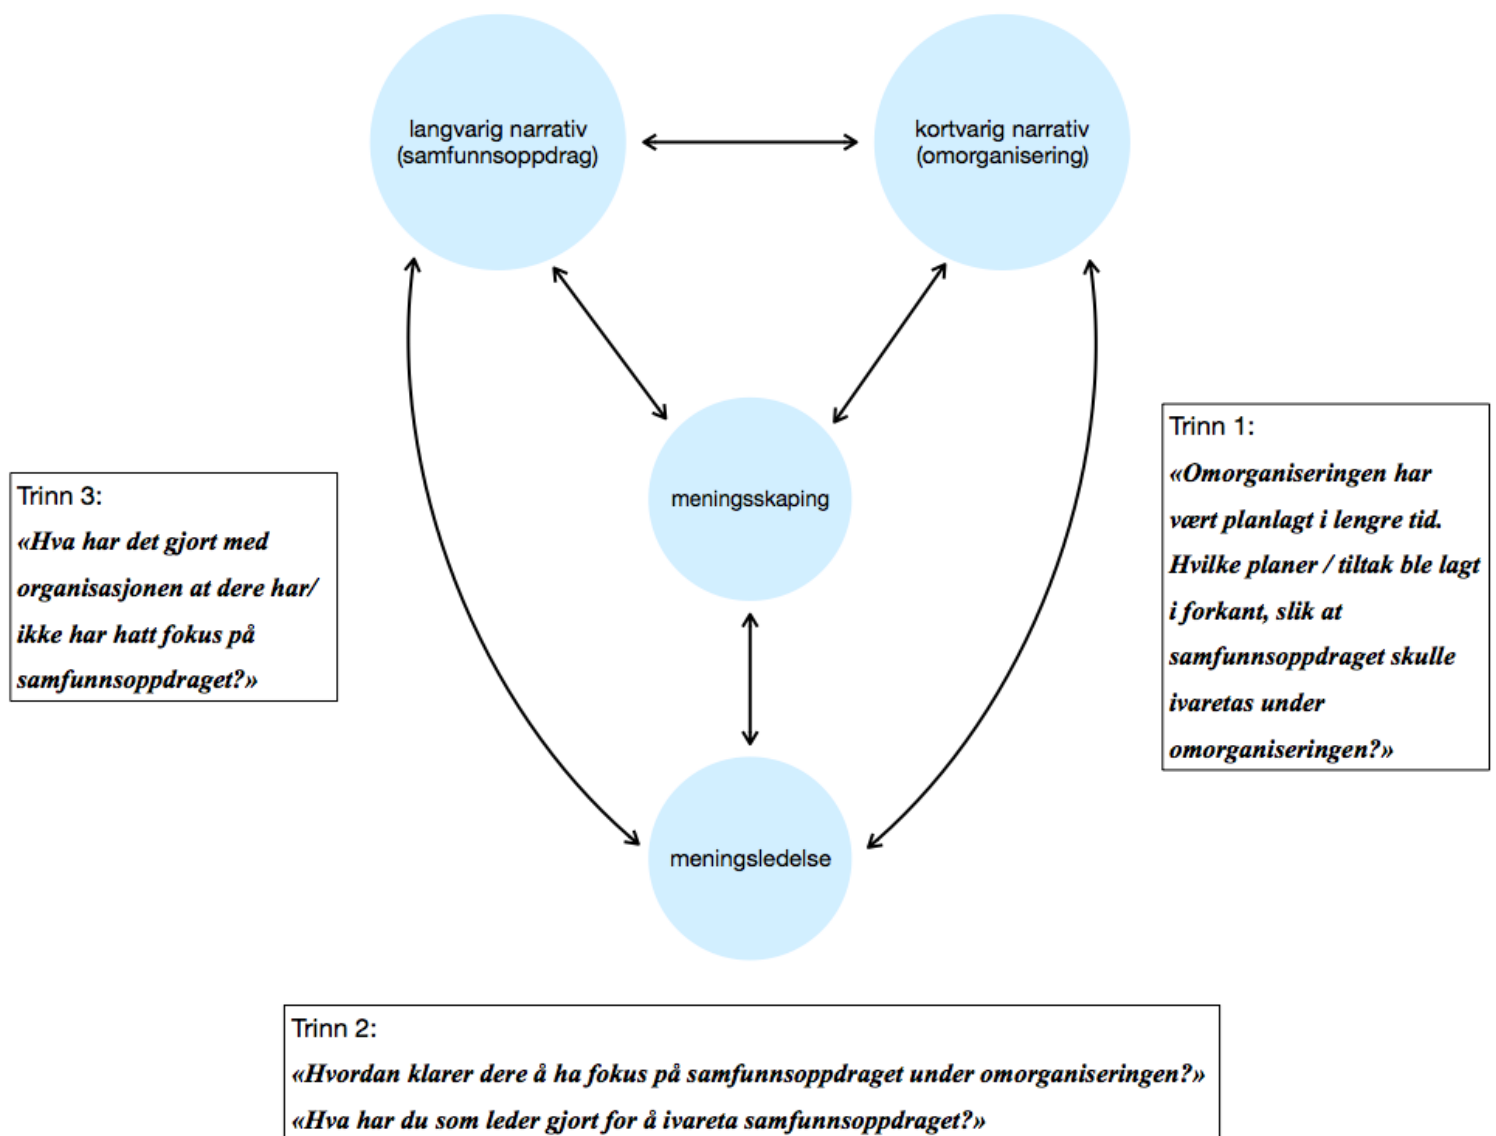 langvarig narrativ
(samfunnsoppdrag)
kortvarig narrativ
(omorganisering)
meningsskaping
meningsledelse
Trinn 1:
«Omorganiseringen har
vært planlagt i lengre tid.
Hvilke planer / tiltak ble lagt
i forkant, slik at
samfunnsoppdraget skulle
ivaretas under
omorganiseringen?»
Trinn 3:
«Hva har det gjort med
organisasjonen at dere har/
ikke har hatt fokus på
samfunnsoppdraget?»
Trinn 2:
«Hvordan klarer dere å ha fokus på samfunnsoppdraget under omorganiseringen?»
«Hva har du som leder gjort for å ivareta samfunnsoppdraget?»